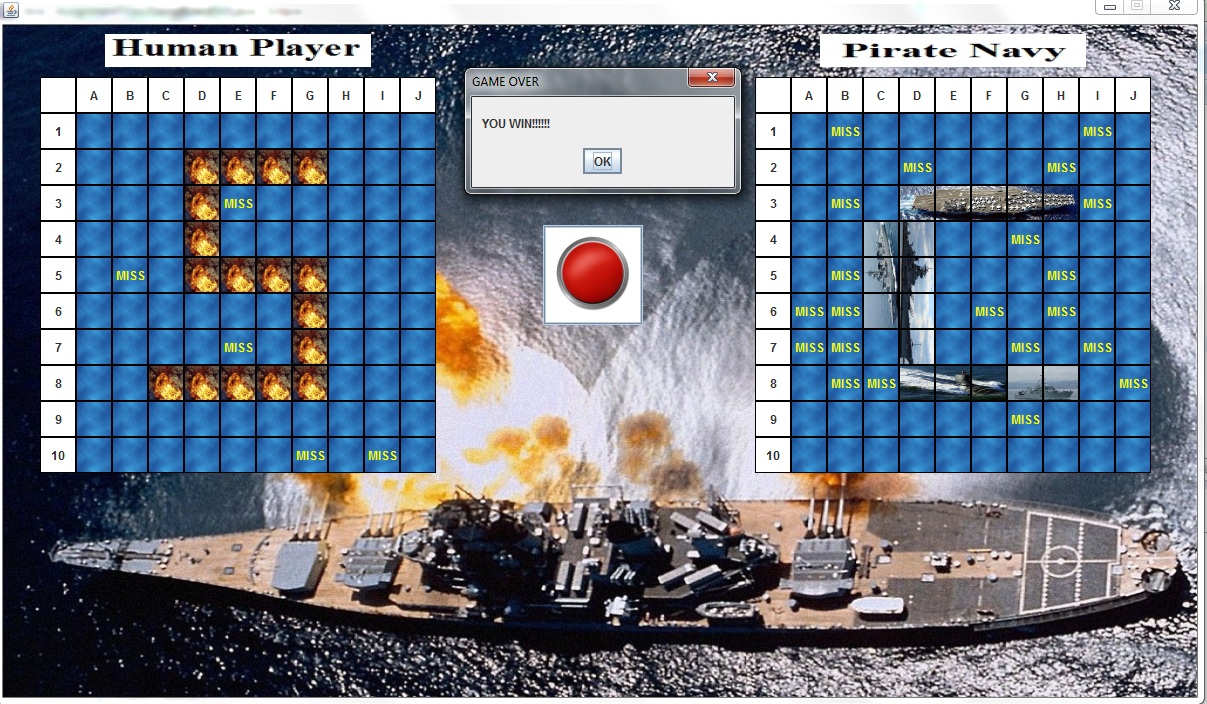 Human Player
Pirate Navy
GAME OVER
YOU WIN!!!!!!
OK
A B C D E F G H I J
1
2
3 MISS
4
5 MISS
6
7 MISS
8
9
10 MISS MISS
A B C D E F G H I J
1 MISS MISS
2 MISS MISS
3 MISS MISS
4 MISS
5 MISS MISS
6 MISS MISS MISS MISS
7 MISS MISS MISS MISS
8 MISS MISS MISS
9 MISS
10